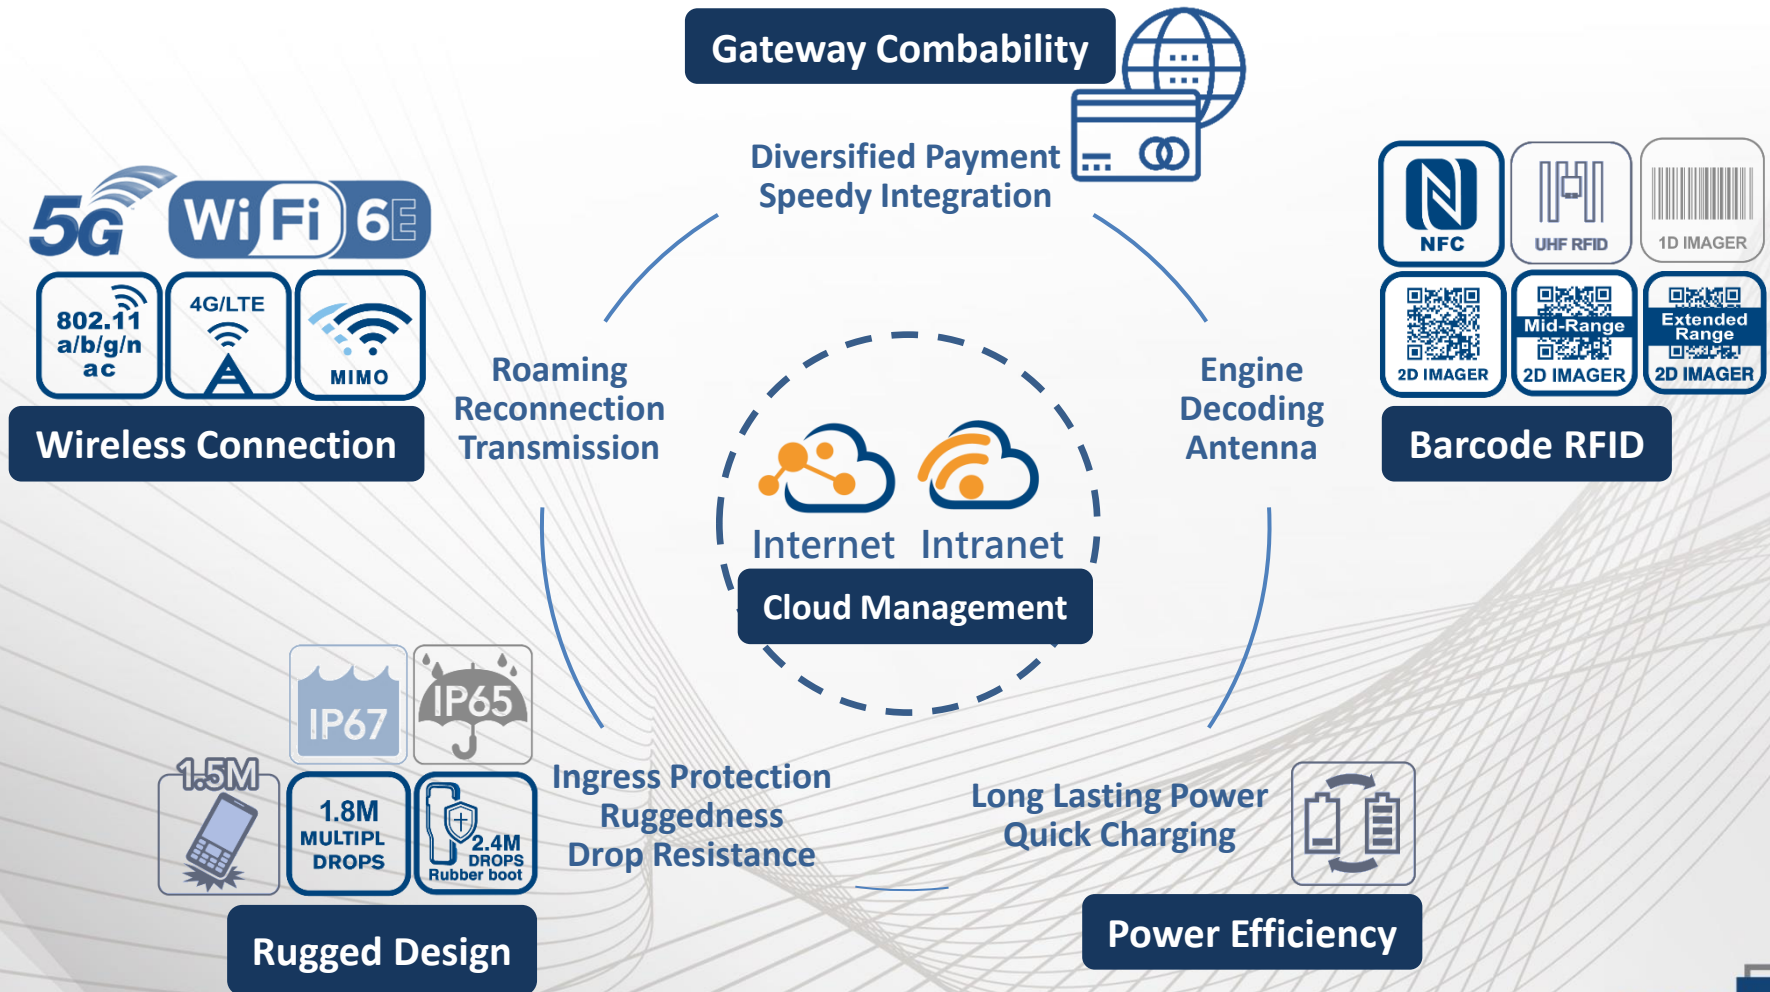 Gateway Combability
Diversified Payment
Speedy Integration
5G
Wi Fi 6E
802.11
a/b/g/n
ac
4G/LTE
MIMO
Wireless Connection
Roaming
Reconnection
Transmission
NFC
UHF RFID
1D IMAGER
2D IMAGER
Mid-Range
2D IMAGER
Extended
Range
2D IMAGER
Barcode RFID
Engine
Decoding
Antenna
Internet
Intranet
Cloud Management
IP67
IP65
1.5M
1.8M
MULTIPL
DROPS
2.4M
DROPS
Rubber boot
Rugged Design
Ingress Protection
Ruggedness
Drop Resistance
Long Lasting Power
Quick Charging
Power Efficiency